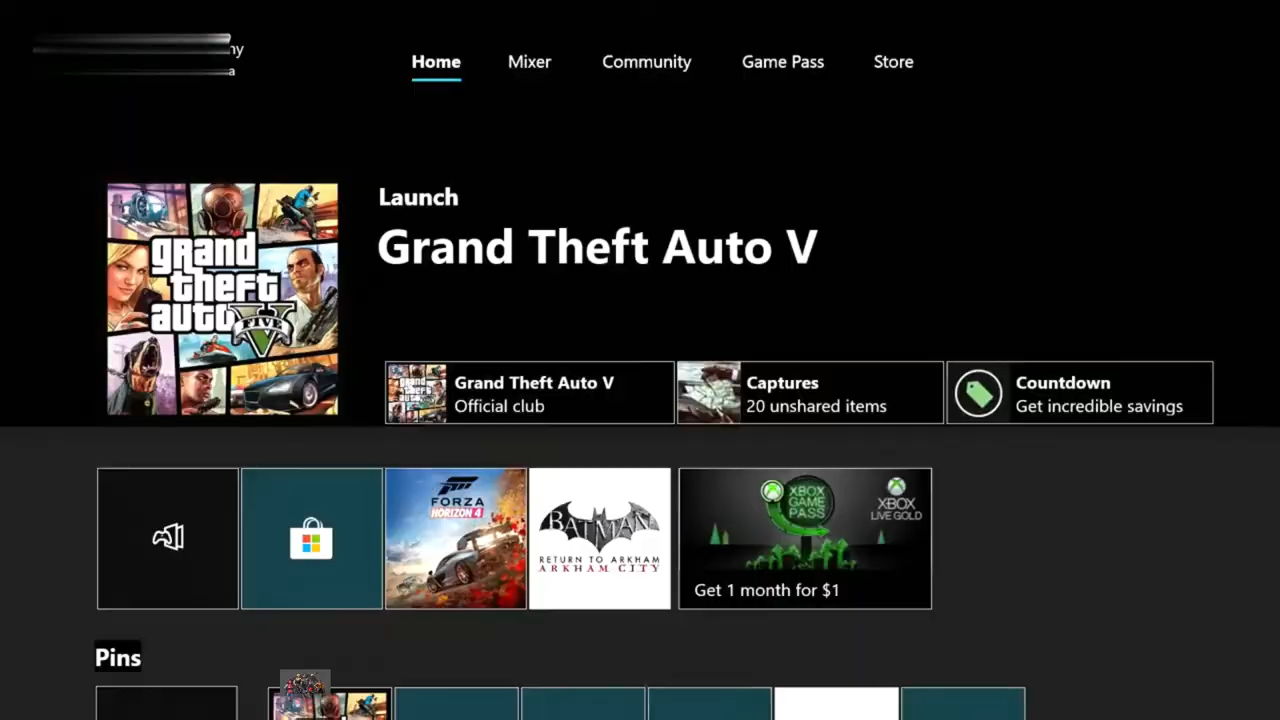 ny
a
Home
Mixer
Community
Game Pass
Store
Launch
Grand Theft Auto V
grand
theft
auto
FIVE
Grand Theft Auto V
Official club
Captures
20 unshared items
Countdown
Get incredible savings
FORZA
HORIZON 4
BATMAN
RETURN TO ARKHAM
ARKHAM CITY
XBOX
GAME
PASS
XBOX
LIVE GOLD
Get 1 month for $1
Pins